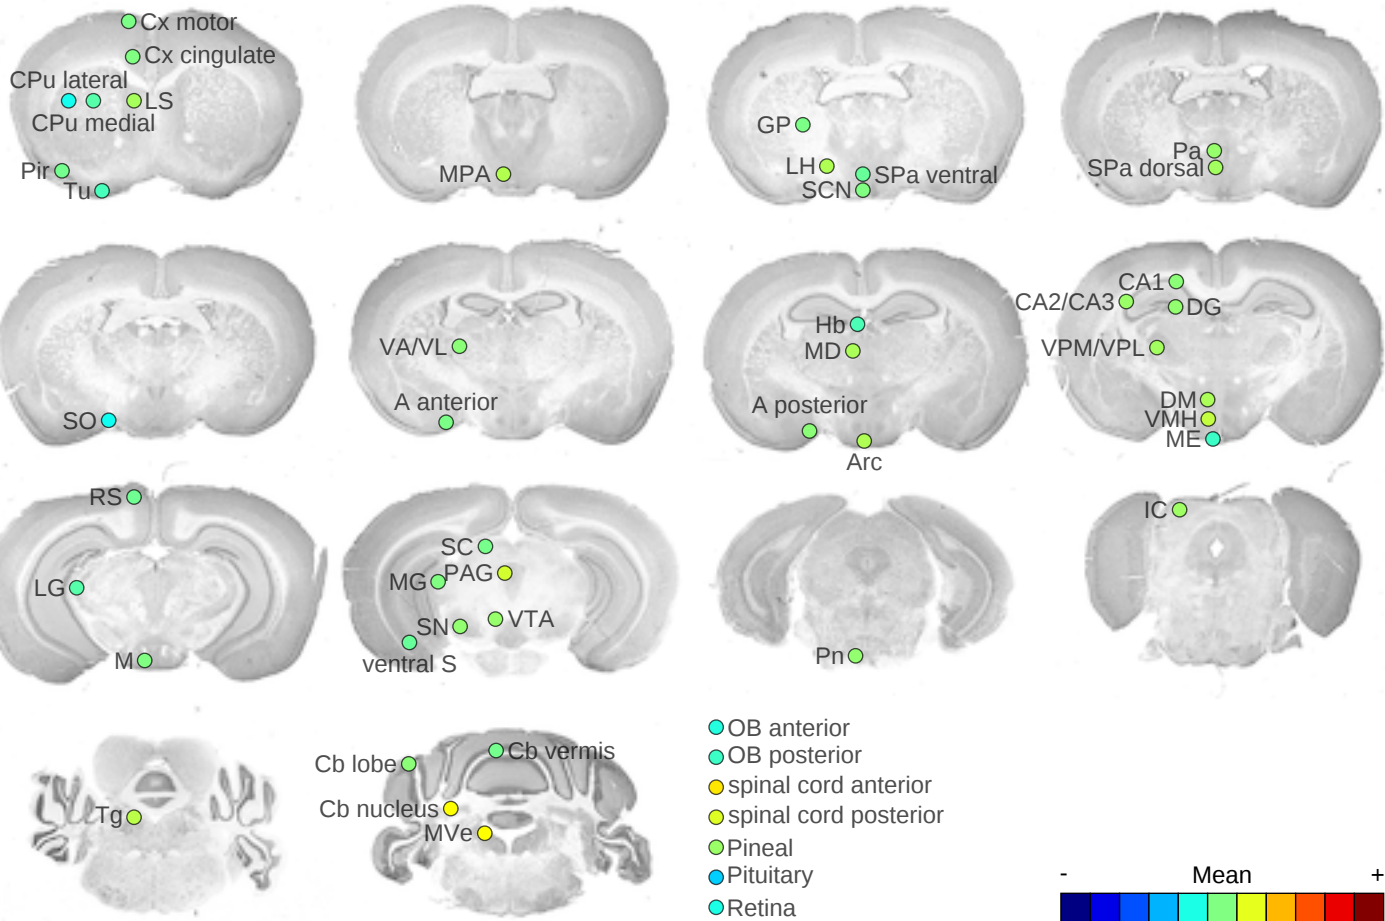 Cx motor
Cx cingulate
CPu lateral
LS
CPu medial
Pir
Tu
MPA
GP
LH
SPa ventral
SCN
Pa
SPa dorsal
SO
VA/VL
A anterior
Hb
MD
A posterior
Arc
CA1
CA2/CA3
DG
VPM/VPL
DM
VMH
ME
RS
LG
M
SC
MG
PAG
SN
VTA
ventral S
Pn
IC
Tg
Cb lobe
Cb vermis
Cb nucleus
MVe
OB anterior
OB posterior
spinal cord anterior
spinal cord posterior
Pineal
Pituitary
Retina
- Mean +